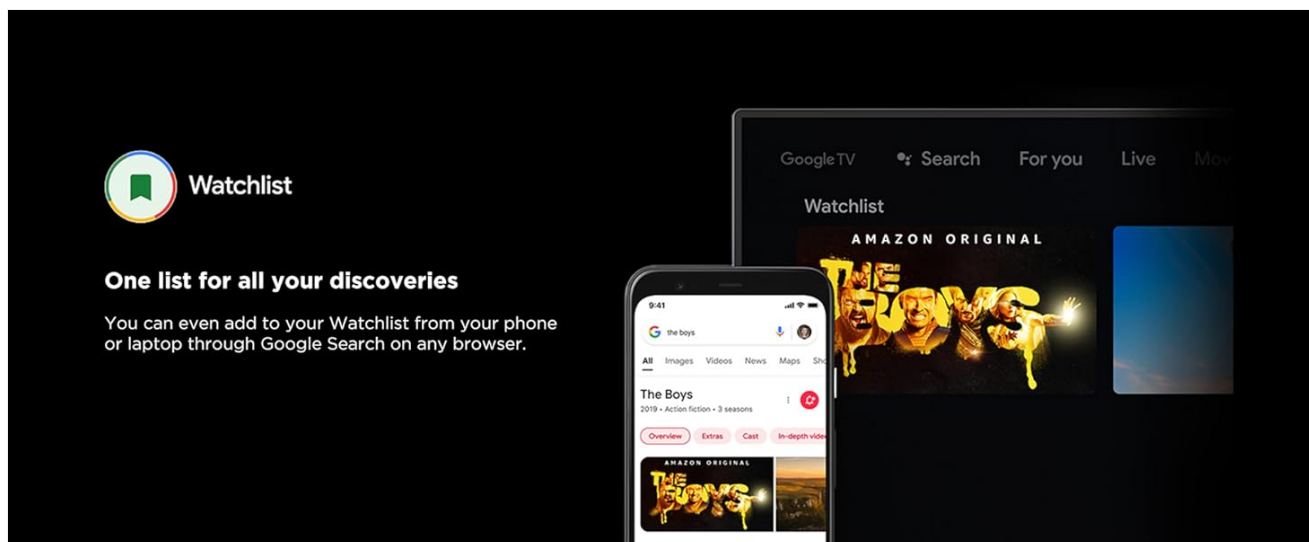 Watchlist
One list for all your discoveries
You can even add to your Watchlist from your phone
or laptop through Google Search on any browser.
Google TV Search For you Live
Watchlist
AMAZON ORIGINAL
THE
BOYS
9:41
the boys
All Images Videos News Maps
The Boys
2019 • Action fiction • 3 seasons
Overview Extras Cast In-depth video
AMAZON ORIGINAL
THE
BOYS